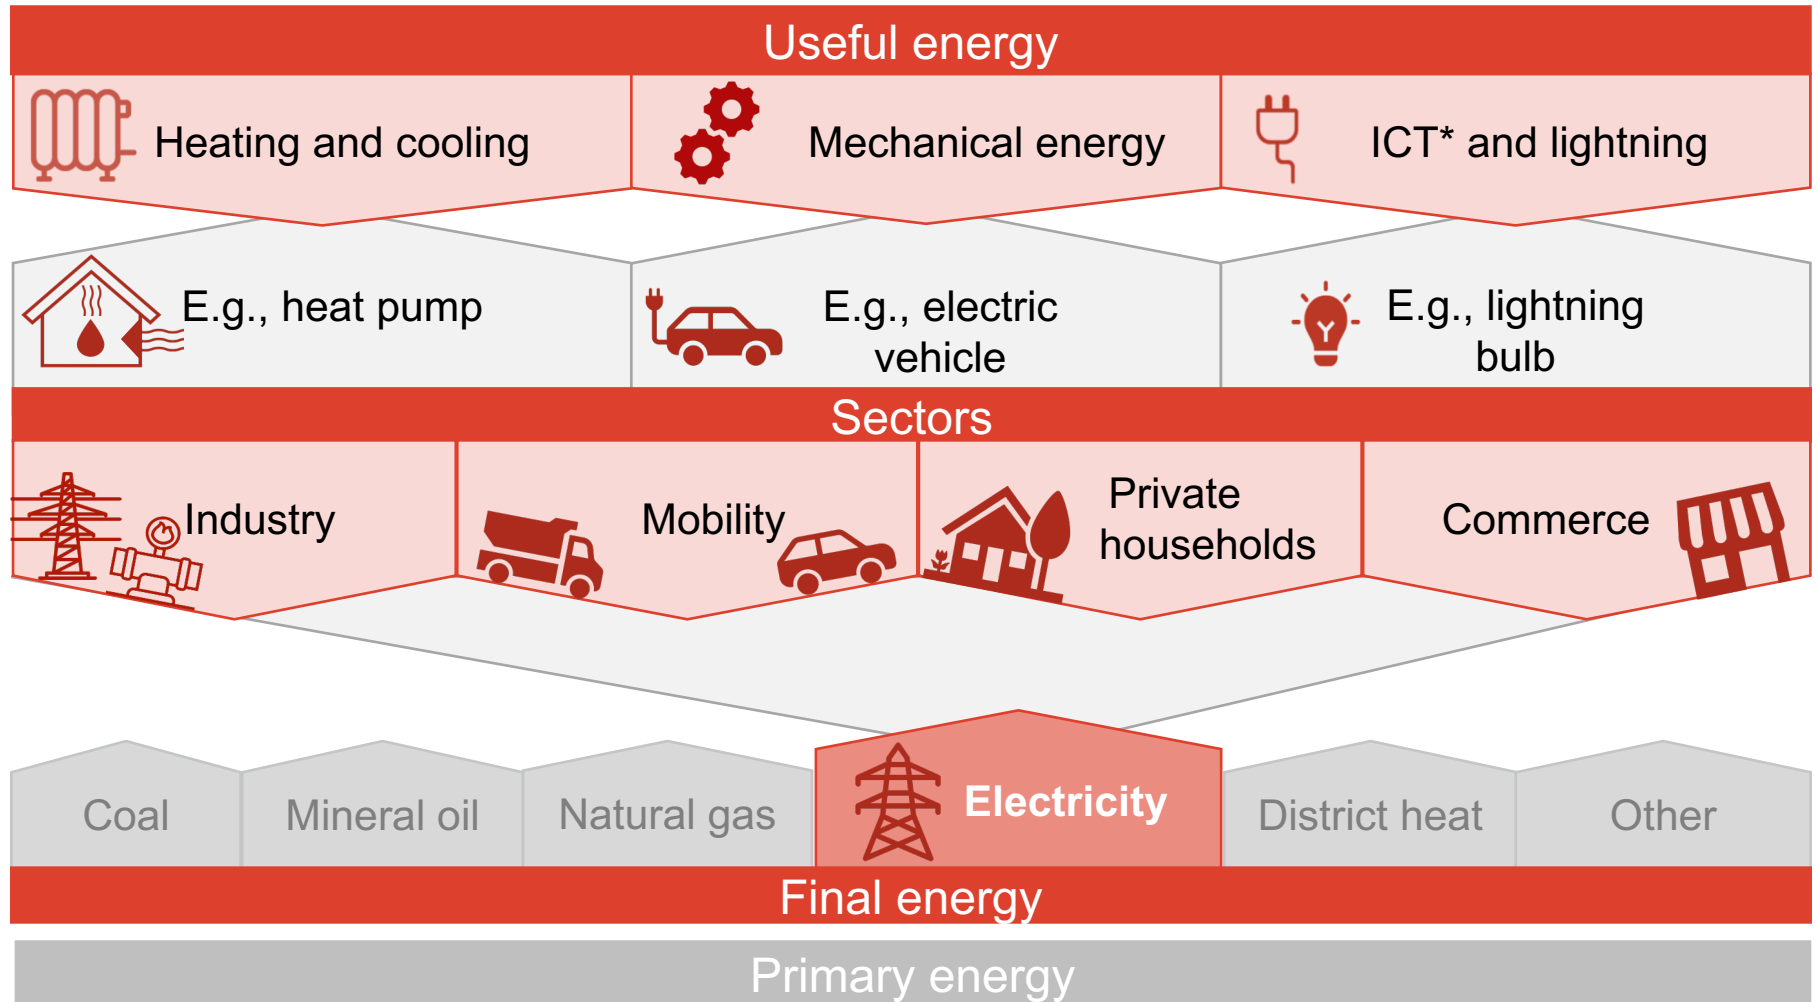 Useful energy
Heating and cooling
Mechanical energy
ICT* and lightning
E.g., heat pump
E.g., electric
vehicle
E.g., lightning
bulb
Sectors
Industry
Mobility
Private
households
Commerce
Coal
Mineral oil
Natural gas
Electricity
District heat
Other
Final energy
Primary energy